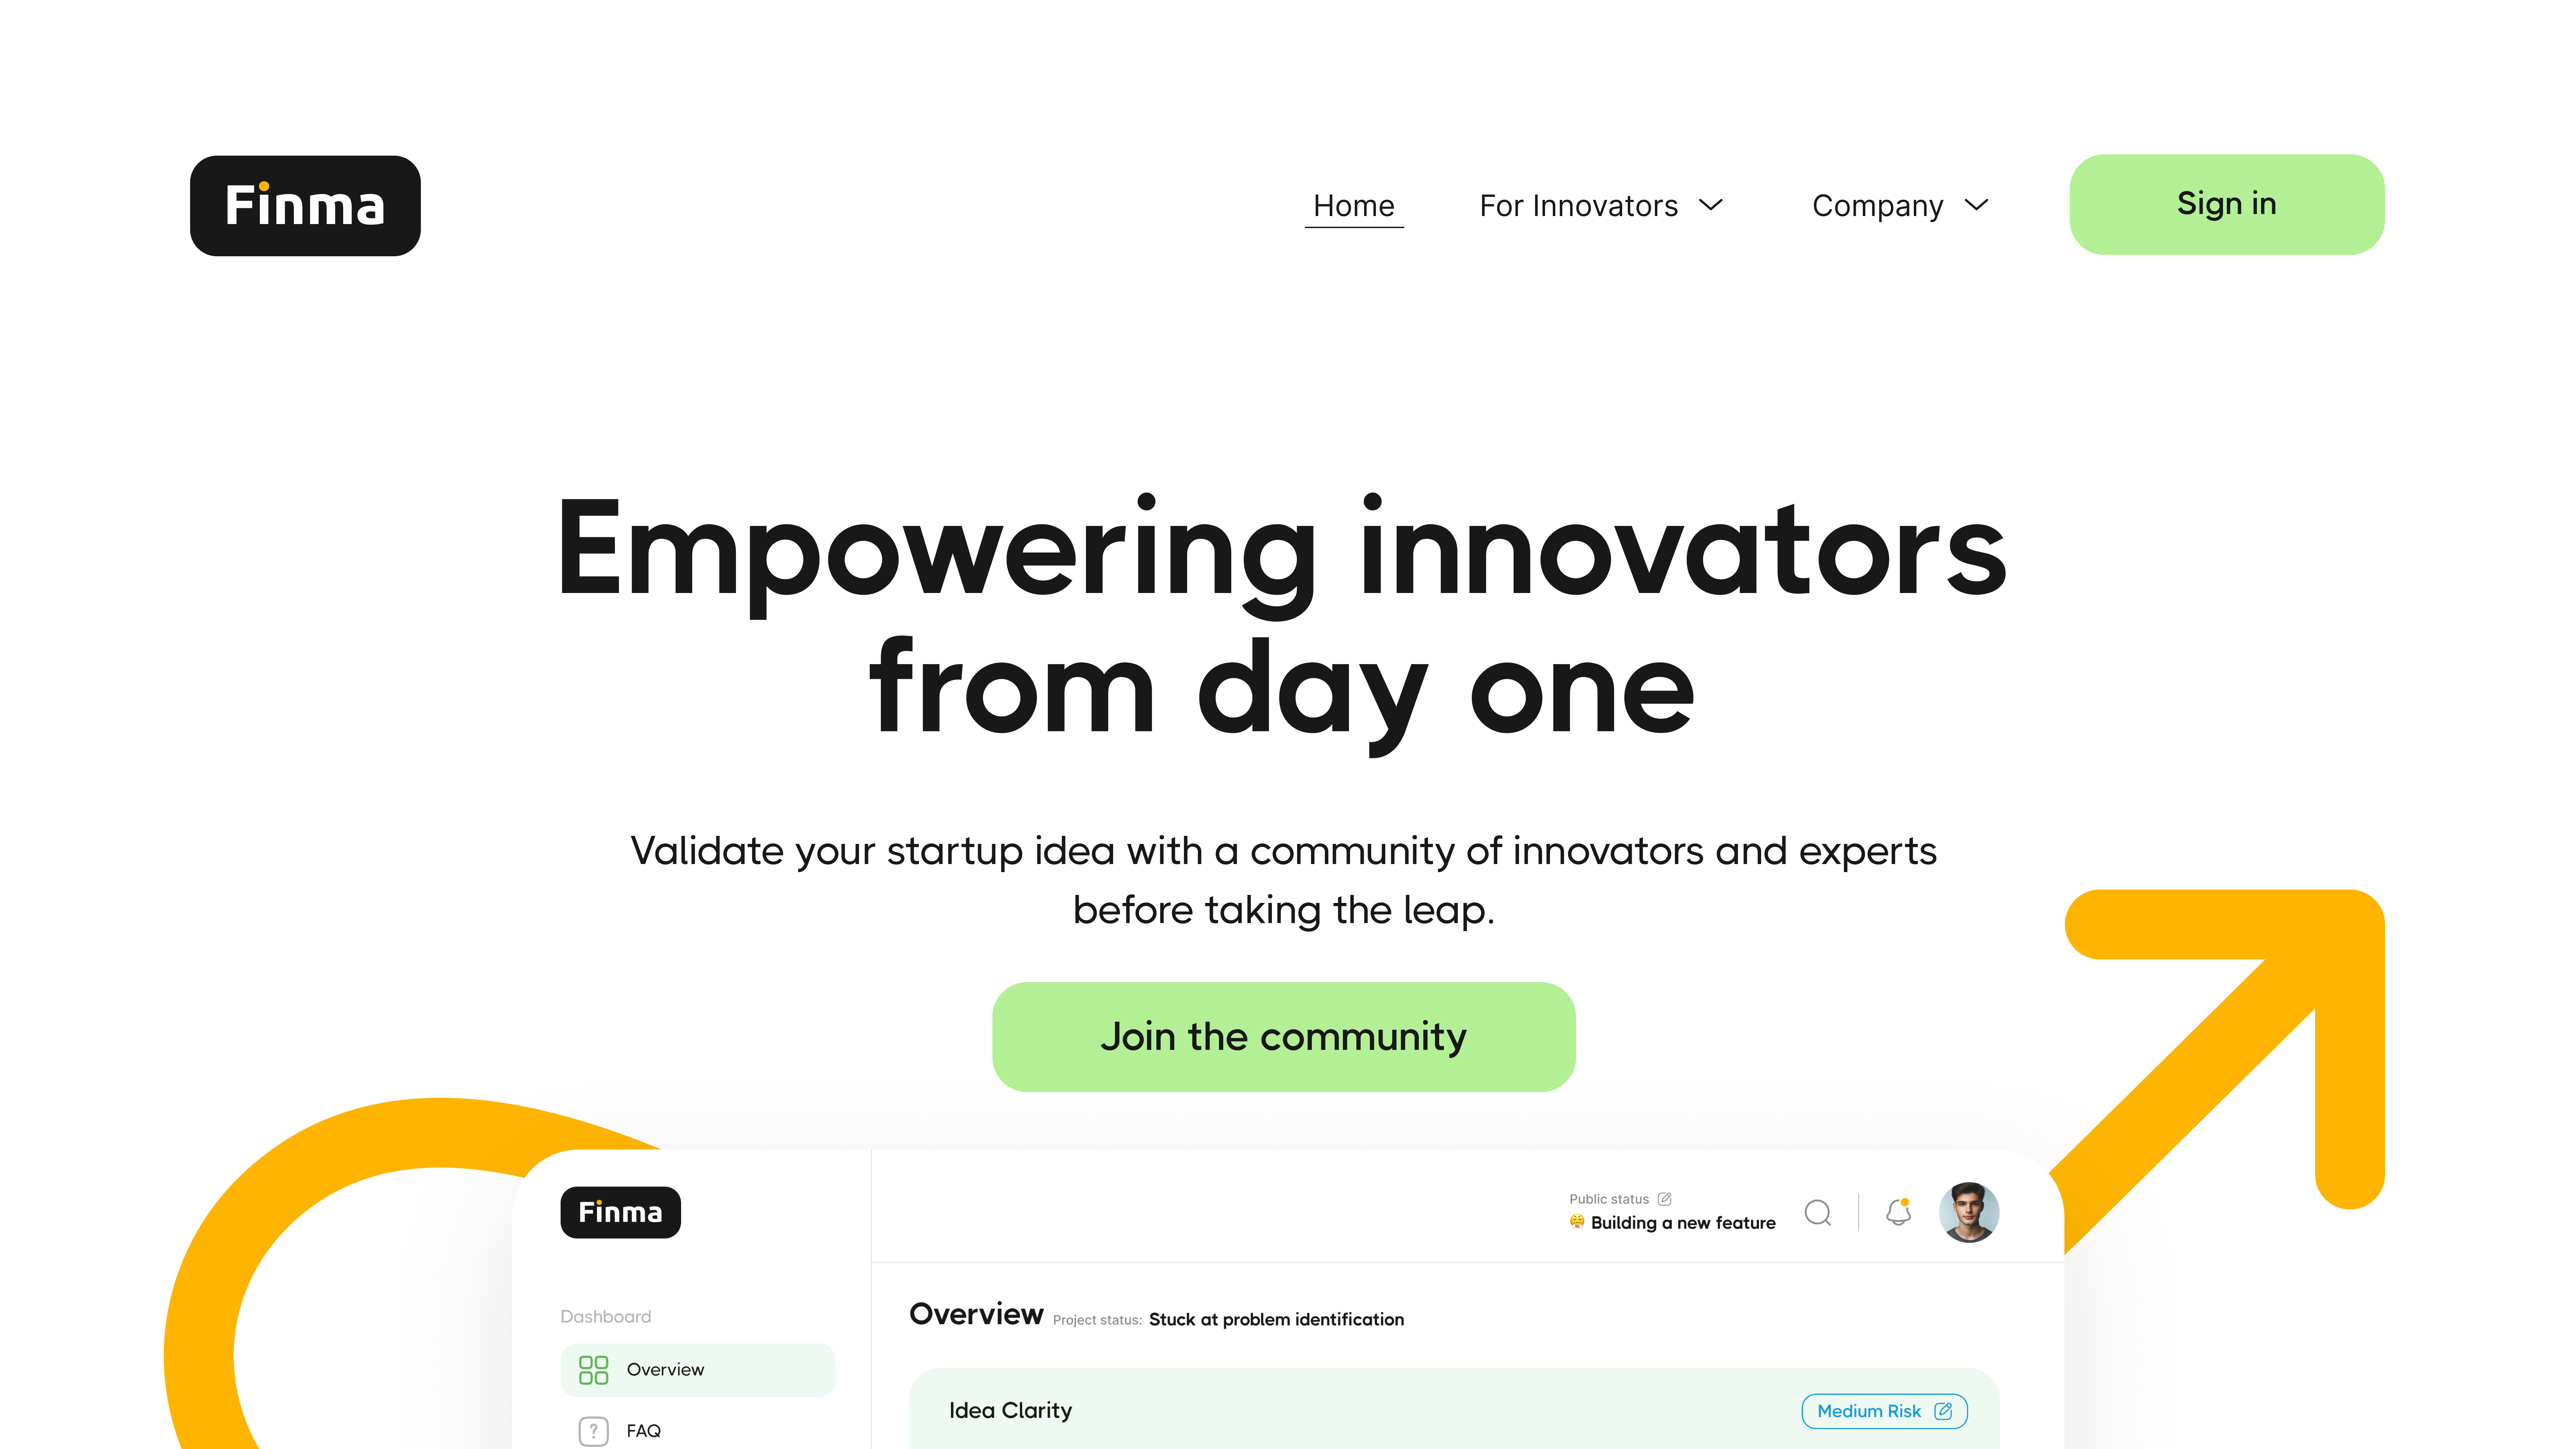 Finma
Home
For Innovators
Company
Sign in
Empowering innovators
from day one
Validate your startup idea with a community of innovators and experts
before taking the leap.
Join the community
Finma
Public status
Building a new feature
Dashboard
Overview
FAQ
Overview Project status: Stuck at problem identification
Idea Clarity
Medium Risk